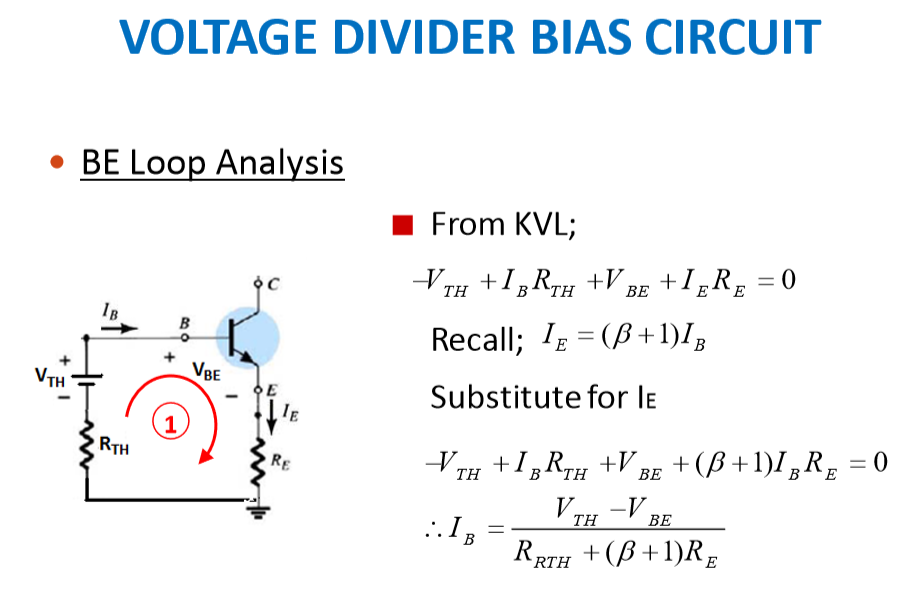 VOLTAGE DIVIDER BIAS CIRCUIT
• BE Loop Analysis
■ From KVL;
–V_TH + I_B R_TH + V_BE + I_E R_E = 0
Recall; I_E = (β + 1)I_B
Substitute for I_E
–V_TH + I_B R_TH + V_BE + (β + 1)I_B R_E = 0
∴ I_B = (V_TH – V_BE) / (R_RTH + (β + 1)R_E)
C
I_B
B
+
+
V_BE
V_TH
–
–
E
1
I_E
R_TH
R_E